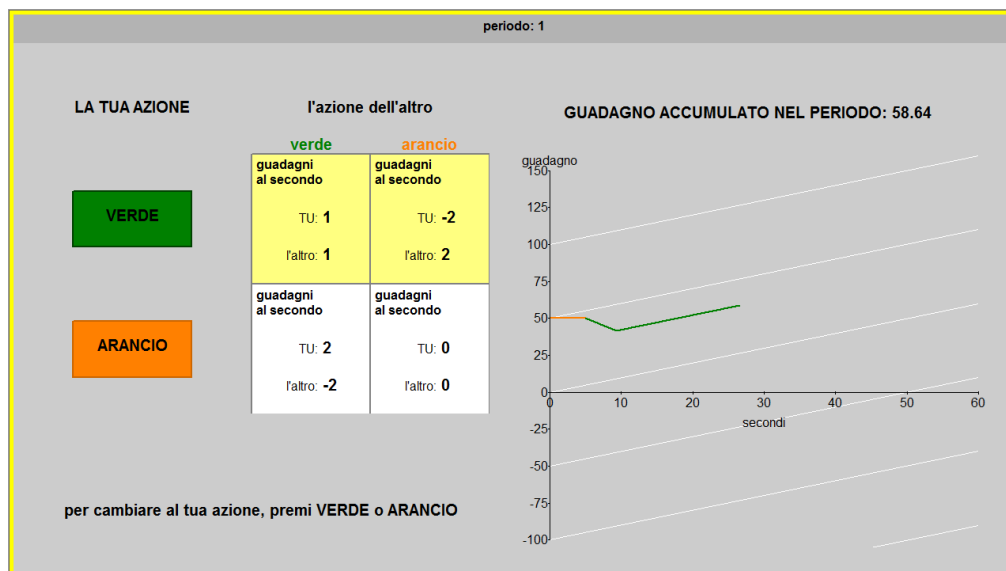 periodo: 1
LA TUA AZIONE
l'azione dell'altro
GUADAGNO ACCUMULATO NEL PERIODO: 58.64
verde arancio
guadagni
al secondo
TU: 1
l'altro: 1
guadagni
al secondo
TU: -2
l'altro: 2
VERDE
guadagni
al secondo
TU: 2
l'altro: -2
guadagni
al secondo
TU: 0
l'altro: 0
ARANCIO
per cambiare al tua azione, premi VERDE o ARANCIO
guadagno
150
125
100
75
50
25
0
-25
-50
-75
-100
0 10 20 30 40 50 60
secondi